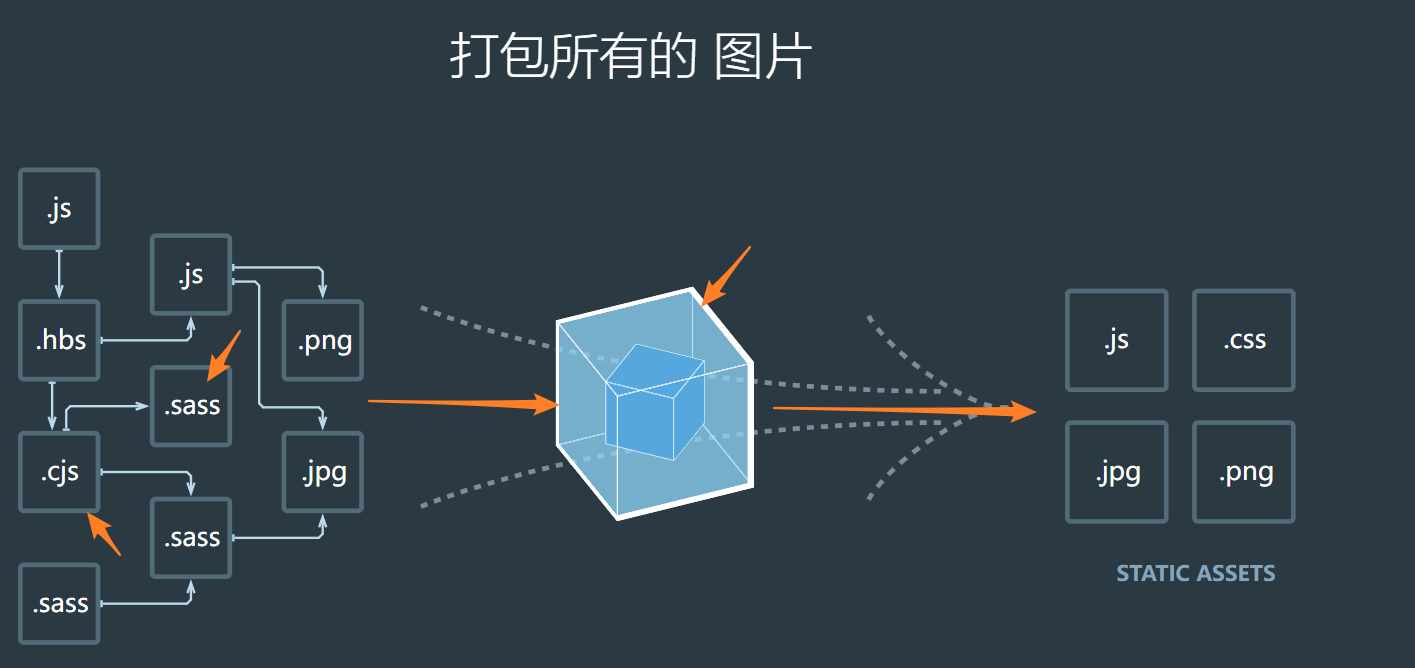 打包所有的 图片
.js
.js
.hbs
.png
.sass
.cjs
.jpg
.sass
.sass
.js
.css
.jpg
.png
STATIC ASSETS